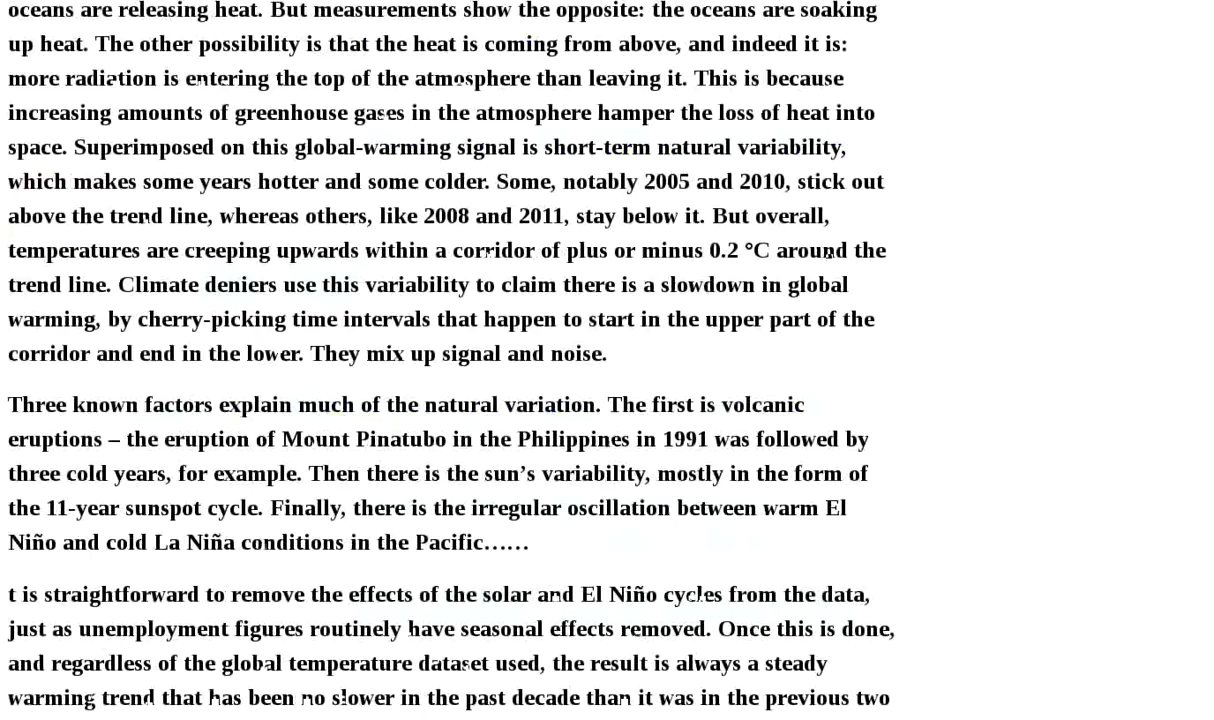 oceans are releasing heat. But measurements show the opposite: the oceans are soaking
up heat. The other possibility is that the heat is coming from above, and indeed it is:
more radiation is entering the top of the atmosphere than leaving it. This is because
increasing amounts of greenhouse gases in the atmosphere hamper the loss of heat into
space. Superimposed on this global-warming signal is short-term natural variability,
which makes some years hotter and some colder. Some, notably 2005 and 2010, stick out
above the trend line, whereas others, like 2008 and 2011, stay below it. But overall,
temperatures are creeping upwards within a corridor of plus or minus 0.2 °C around the
trend line. Climate deniers use this variability to claim there is a slowdown in global
warming, by cherry-picking time intervals that happen to start in the upper part of the
corridor and end in the lower. They mix up signal and noise.
Three known factors explain much of the natural variation. The first is volcanic
eruptions – the eruption of Mount Pinatubo in the Philippines in 1991 was followed by
three cold years, for example. Then there is the sun’s variability, mostly in the form of
the 11-year sunspot cycle. Finally, there is the irregular oscillation between warm El
Niño and cold La Niña conditions in the Pacific……
t is straightforward to remove the effects of the solar and El Niño cycles from the data,
just as unemployment figures routinely have seasonal effects removed. Once this is done,
and regardless of the global temperature dataset used, the result is always a steady
warming trend that has been no slower in the past decade than it was in the previous two